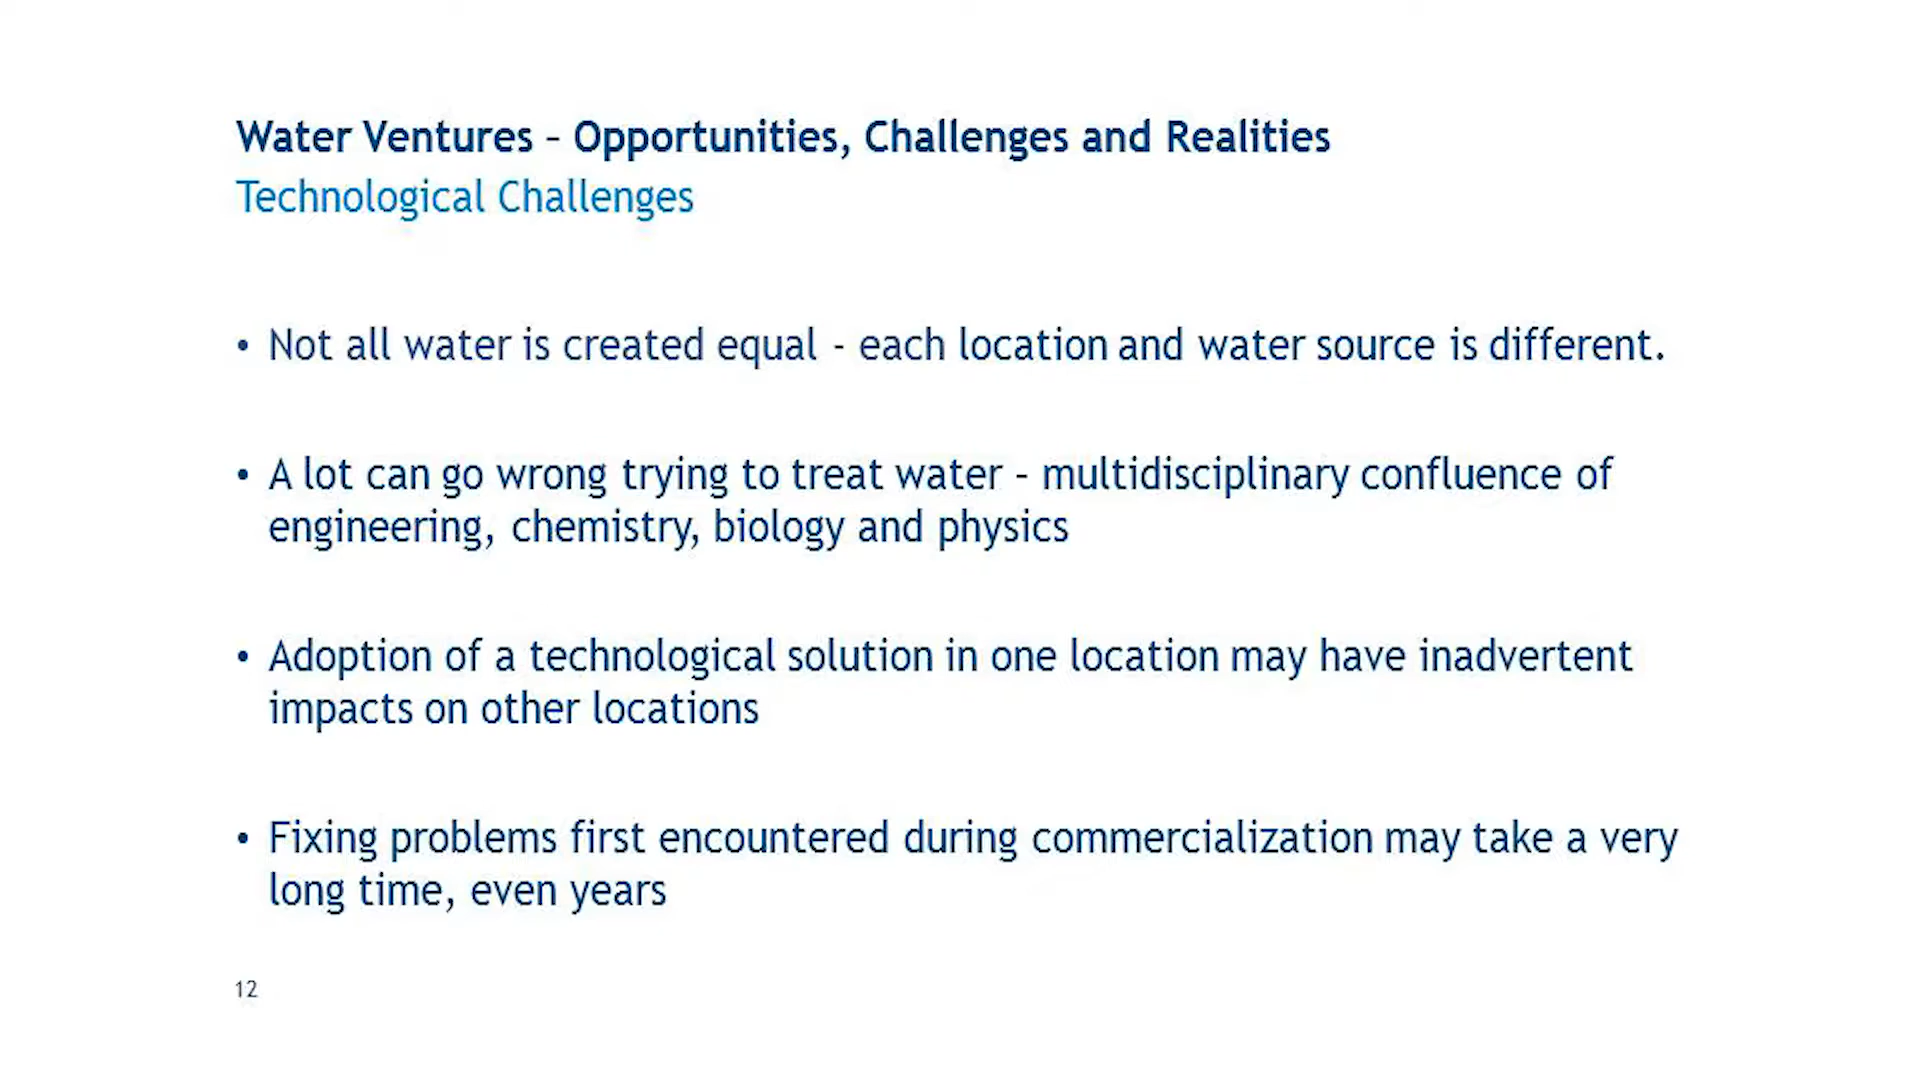 Water Ventures – Opportunities, Challenges and Realities
Technological Challenges
• Not all water is created equal - each location and water source is different.
• A lot can go wrong trying to treat water – multidisciplinary confluence of
engineering, chemistry, biology and physics
• Adoption of a technological solution in one location may have inadvertent
impacts on other locations
• Fixing problems first encountered during commercialization may take a very
long time, even years
12